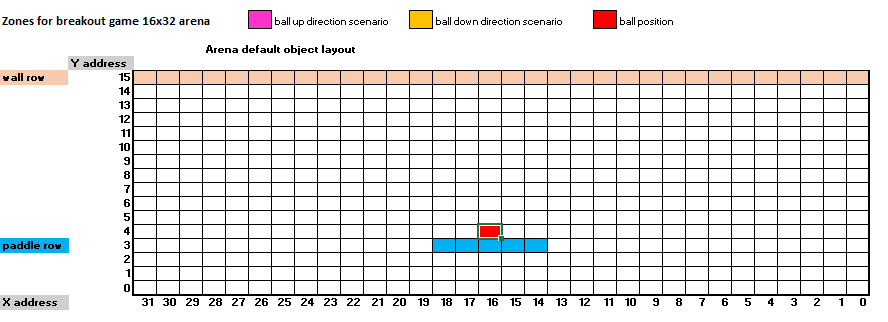 Zones for breakout game 16x32 arena ball up direction scenario ball down direction scenario ball position
Arena default object layout
Y address
wall row 15
14
13
12
11
10
9
8
7
6
5
4
paddle row 3
2
1
0
X address 31 30 29 28 27 26 25 24 23 22 21 20 19 18 17 16 15 14 13 12 11 10 9 8 7 6 5 4 3 2 1 0